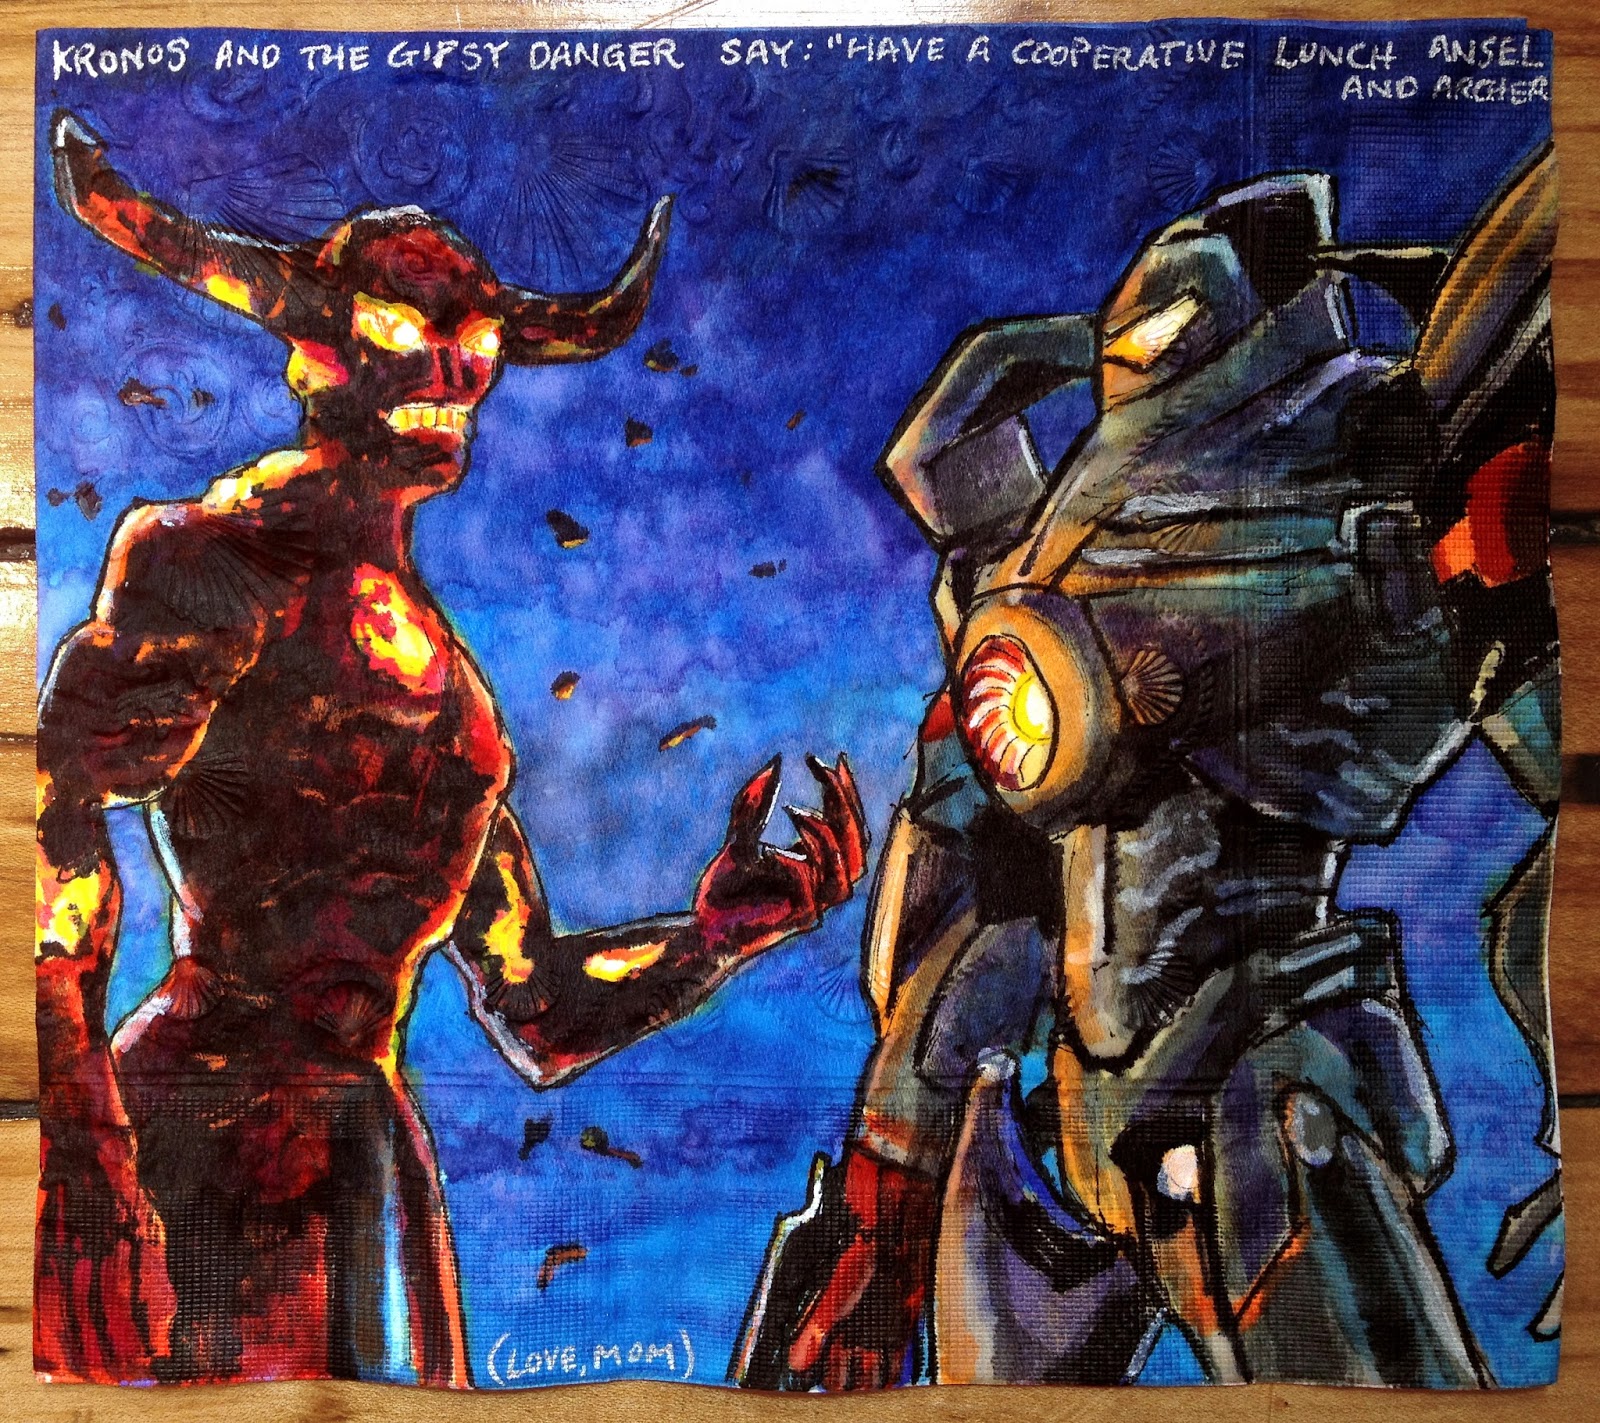 KRONOS AND THE GIPSY DANGER SAY: "HAVE A COOPERATIVE LUNCH ANSEL
AND ARCHER
(LOVE, MOM)